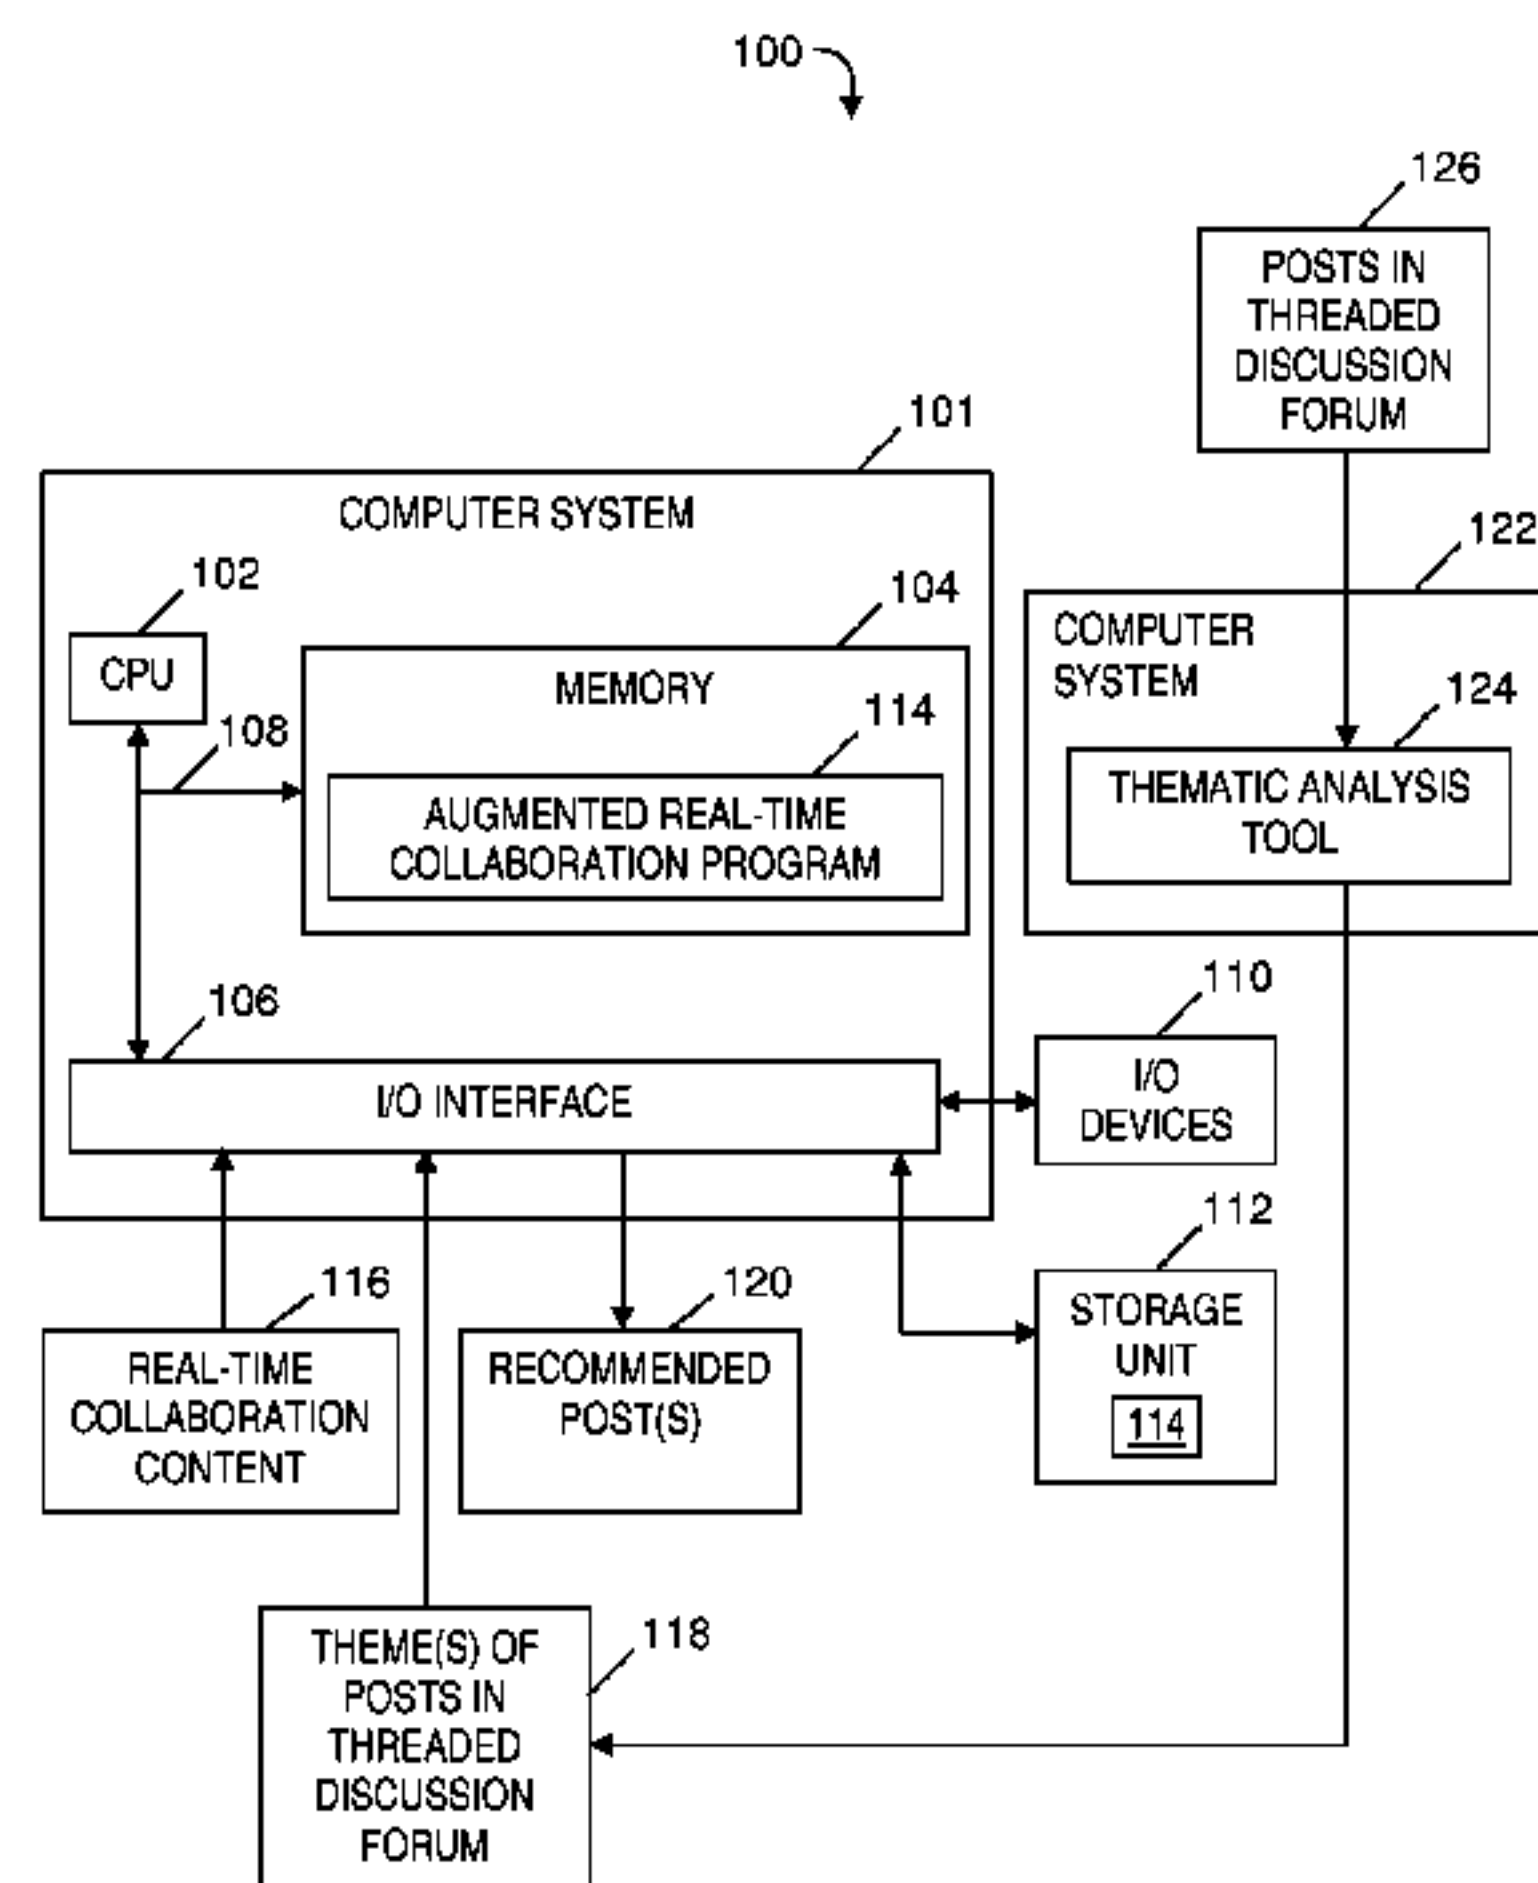 100
126
POSTS IN
THREADED
DISCUSSION
FORUM
101
COMPUTER SYSTEM
122
COMPUTER
SYSTEM
102
CPU
104
MEMORY
108
114
AUGMENTED REAL-TIME
COLLABORATION PROGRAM
124
THEMATIC ANALYSIS
TOOL
106
I/O INTERFACE
110
I/O
DEVICES
112
STORAGE
UNIT
114
116
REAL-TIME
COLLABORATION
CONTENT
120
RECOMMENDED
POST(S)
118
THEME(S) OF
POSTS IN
THREADED
DISCUSSION
FORUM